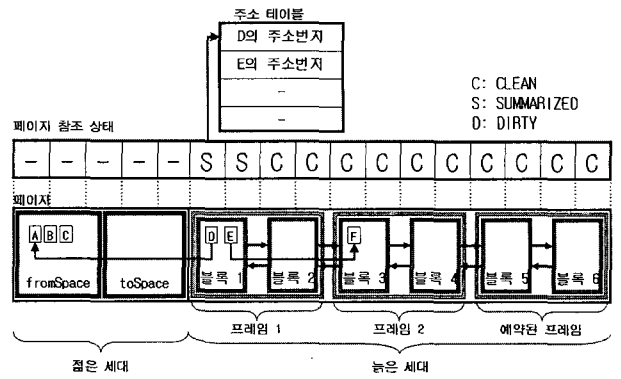 주소 테이블
D의 주소번지
E의 주소번지
-
-
C: CLEAN
S: SUMMARIZED
D: DIRTY
페이지 참조 상태
- - - - - S S C C C C C C C C C C
페이지
A B C D E F
fromSpace toSpace 블록 1 블록 2 블록 3 블록 4 블록 5 블록 6
프레임 1 프레임 2 예약된 프레임
젊은 세대 늙은 세대